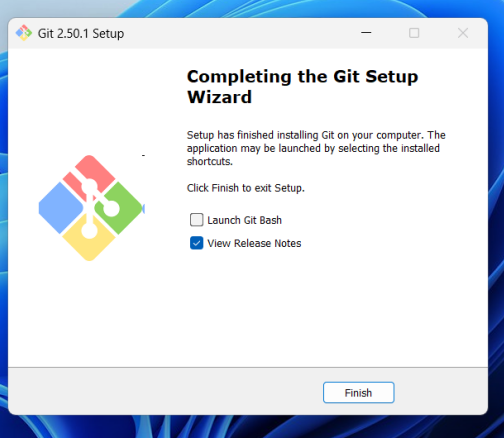 Git 2.50.1 Setup
Completing the Git Setup
Wizard
Setup has finished installing Git on your computer. The
application may be launched by selecting the installed
shortcuts.
Click Finish to exit Setup.
Launch Git Bash
View Release Notes
Finish